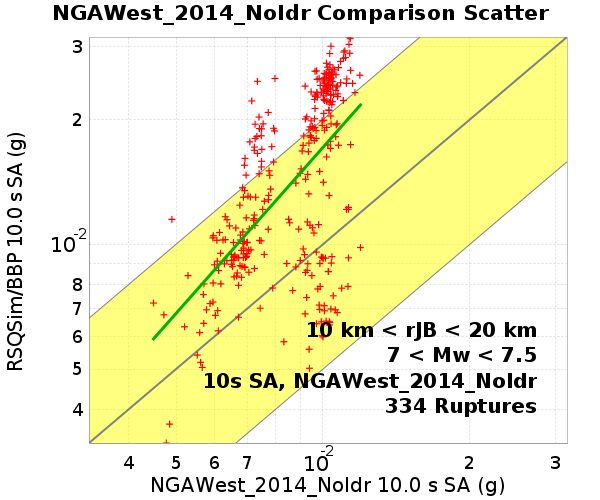 NGAWest_2014_NoIdr Comparison Scatter
RSQSim/BBP 10.0 s SA (g)
3
2
10^-2
8
7
6
5
4
10 km < rJB < 20 km
7 < Mw < 7.5
10s SA, NGAWest_2014_NoIdr
334 Ruptures
4 5 6 7 10^-2 2 3
NGAWest_2014_NoIdr 10.0 s SA (g)